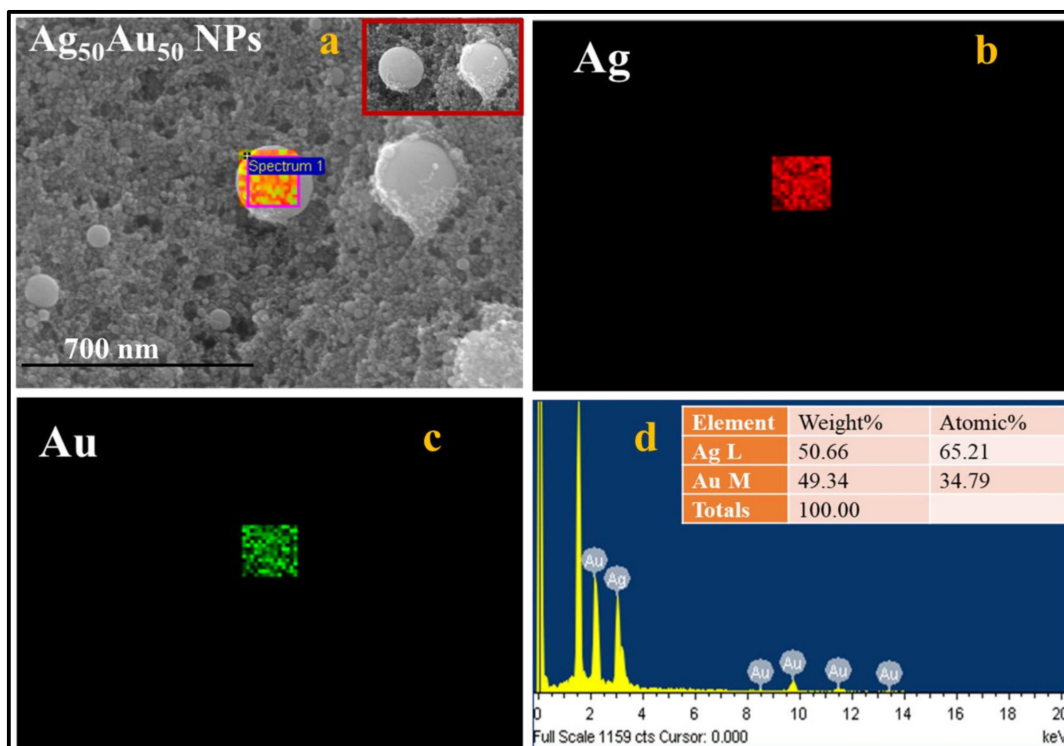 Ag₅₀Au₅₀ NPs
a
Spectrum 1
700 nm
Ag
b
Au
c
d
Element Weight% Atomic%
Ag L 50.66 65.21
Au M 49.34 34.79
Totals 100.00
Au
Ag
Au
Au
Au
Au
0 2 4 6 8 10 12 14 16 18 20
Full Scale 1159 cts Cursor: 0.000
keV